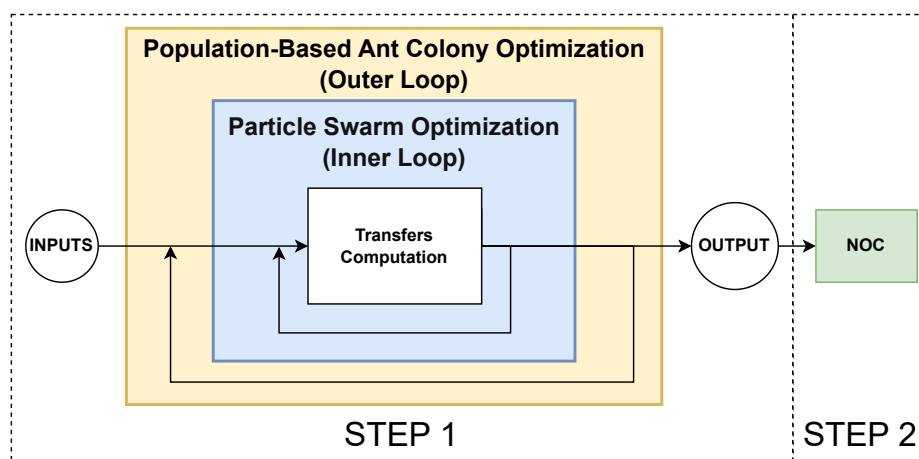 Population-Based Ant Colony Optimization
(Outer Loop)
Particle Swarm Optimization
(Inner Loop)
INPUTS
Transfers
Computation
OUTPUT
NOC
STEP 1
STEP 2